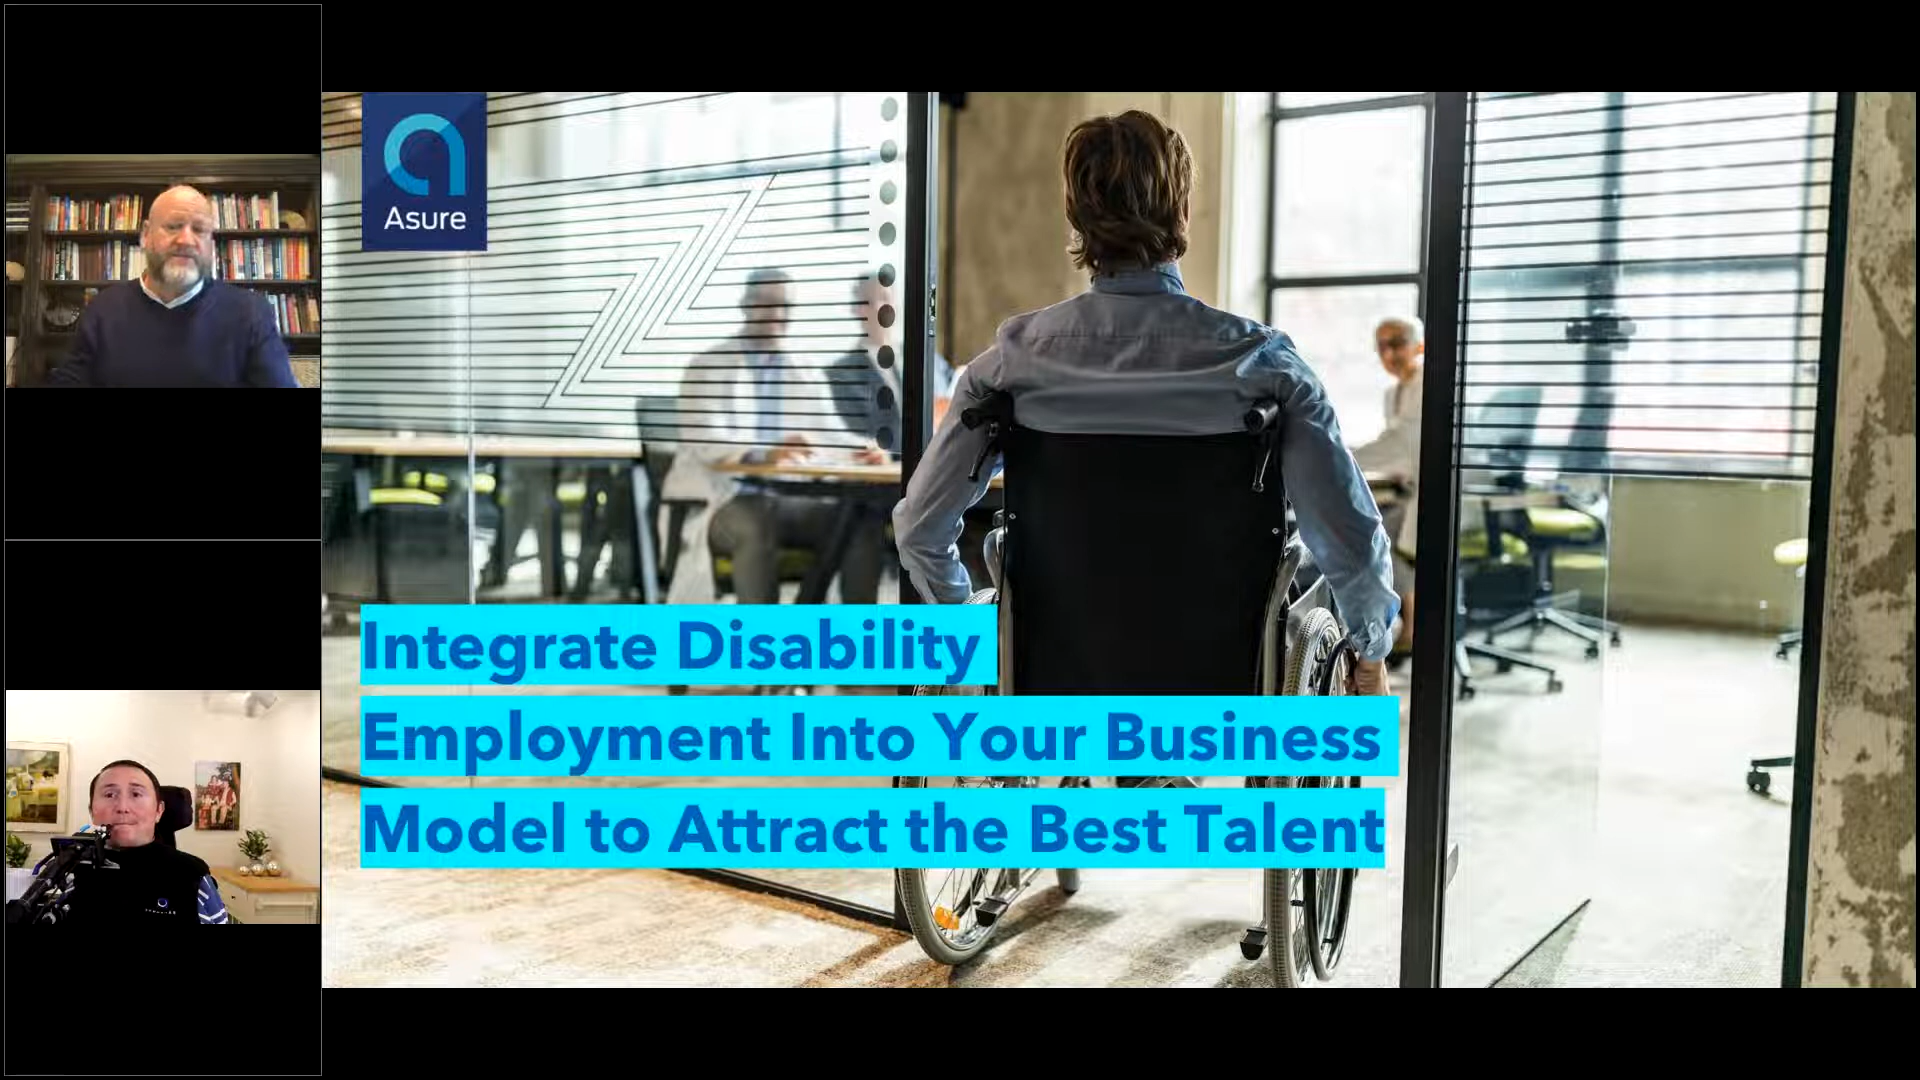 Asure
Integrate Disability
Employment Into Your Business
Model to Attract the Best Talent